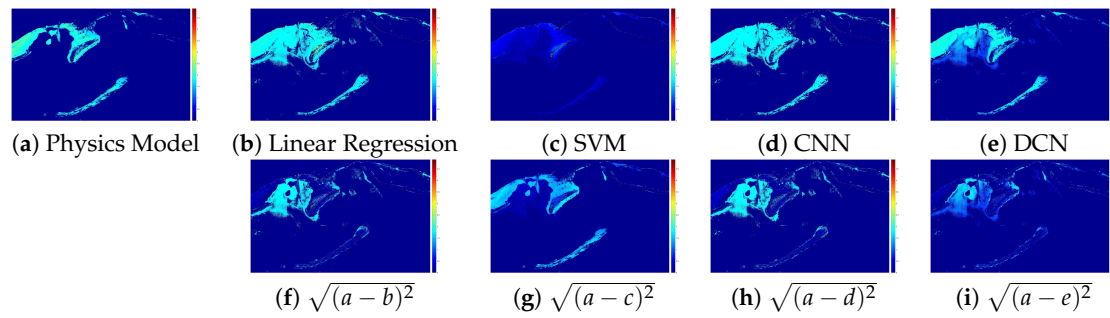 (a) Physics Model (b) Linear Regression (c) SVM (d) CNN (e) DCN
(f) √(a − b)² (g) √(a − c)² (h) √(a − d)² (i) √(a − e)²